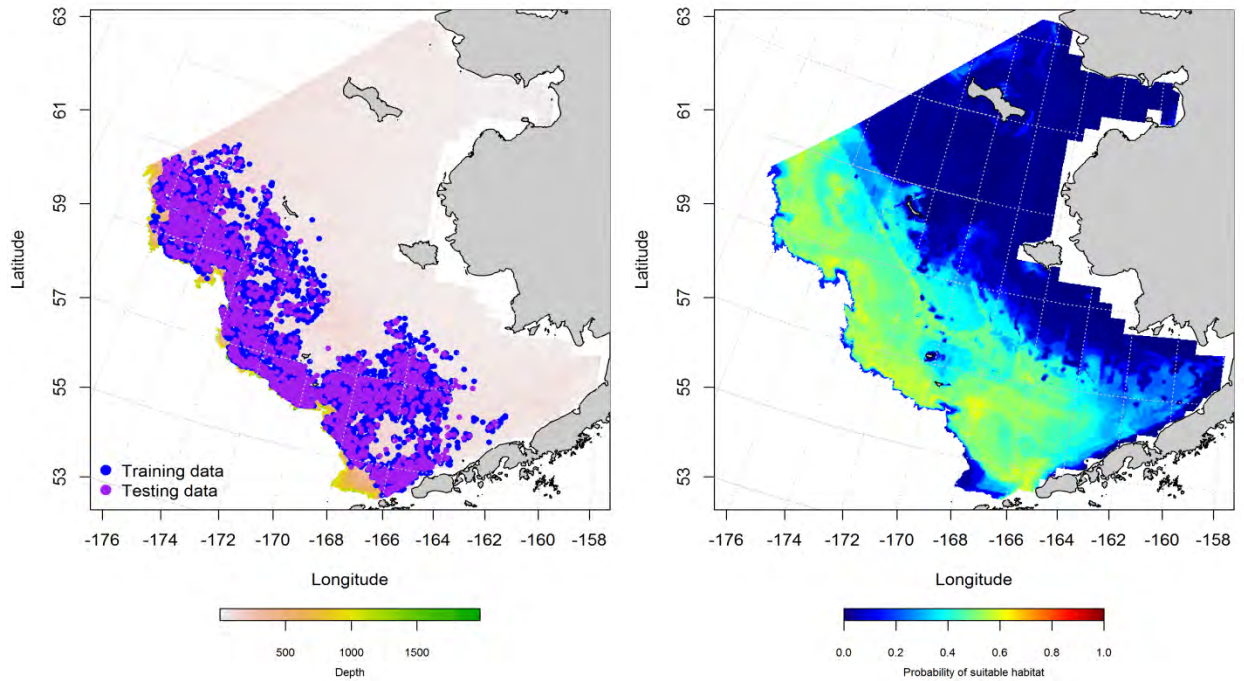 63
61
59
57
55
53
Latitude
Training data
Testing data
-176 -174 -172 -170 -168 -166 -164 -162 -160 -158
Longitude
500 1000 1500
Depth
63
61
59
57
55
53
Latitude
-176 -174 -172 -170 -168 -166 -164 -162 -160 -158
Longitude
0.0 0.2 0.4 0.6 0.8 1.0
Probability of suitable habitat